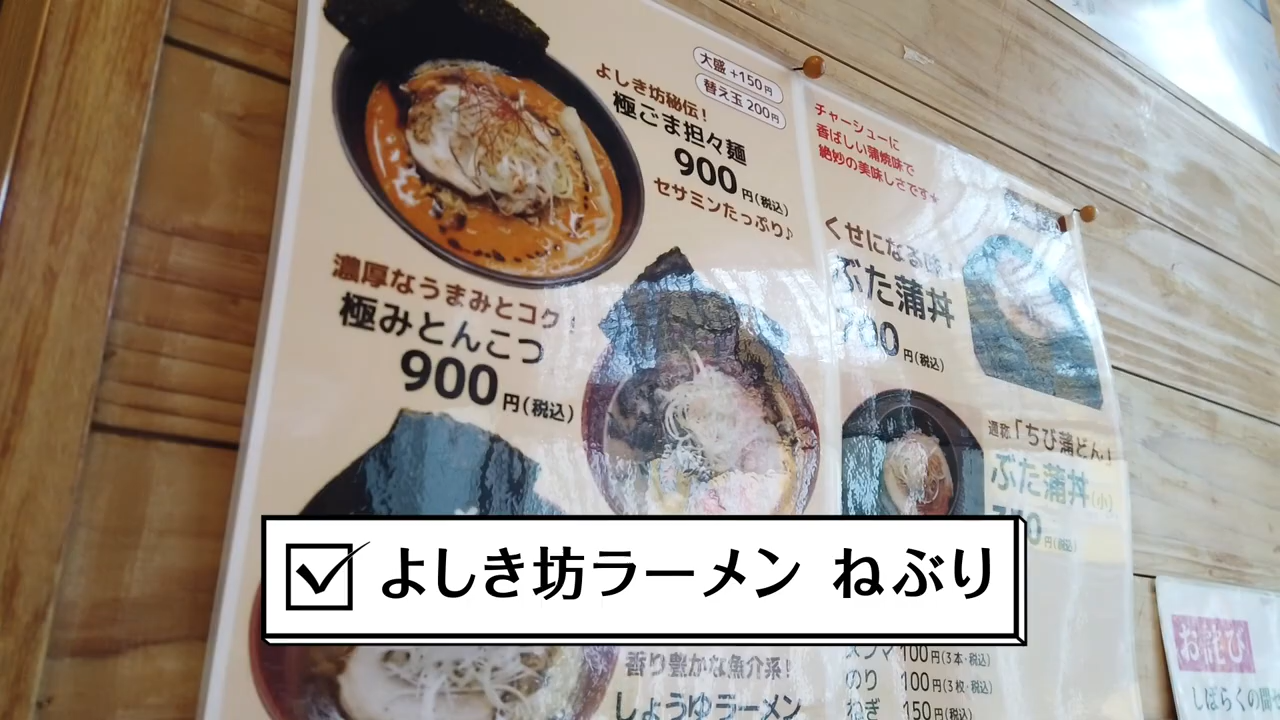 大盛 +150円
替え玉 200円
よしき坊秘伝!
極ごま担々麺
900円(税込)
セサミンたっぷり♪
濃厚なうまみとコク!
極みとんこつ
900円(税込)
チャーシューに
香ばしい蒲焼味で
絶妙の美味しさです
くせになる味!
ぶた蒲丼
円(税込)
通称「ちび蒲どん」
ぶた蒲丼(小)
円(税込)
よしき坊ラーメン ねぶり
香り豊かな魚介系!
しょうゆラーメン
メンマ 100円(3本・税込)
のり 100円(3枚・税込)
ねぎ 150円(税込)
お詫び
しばらくの間